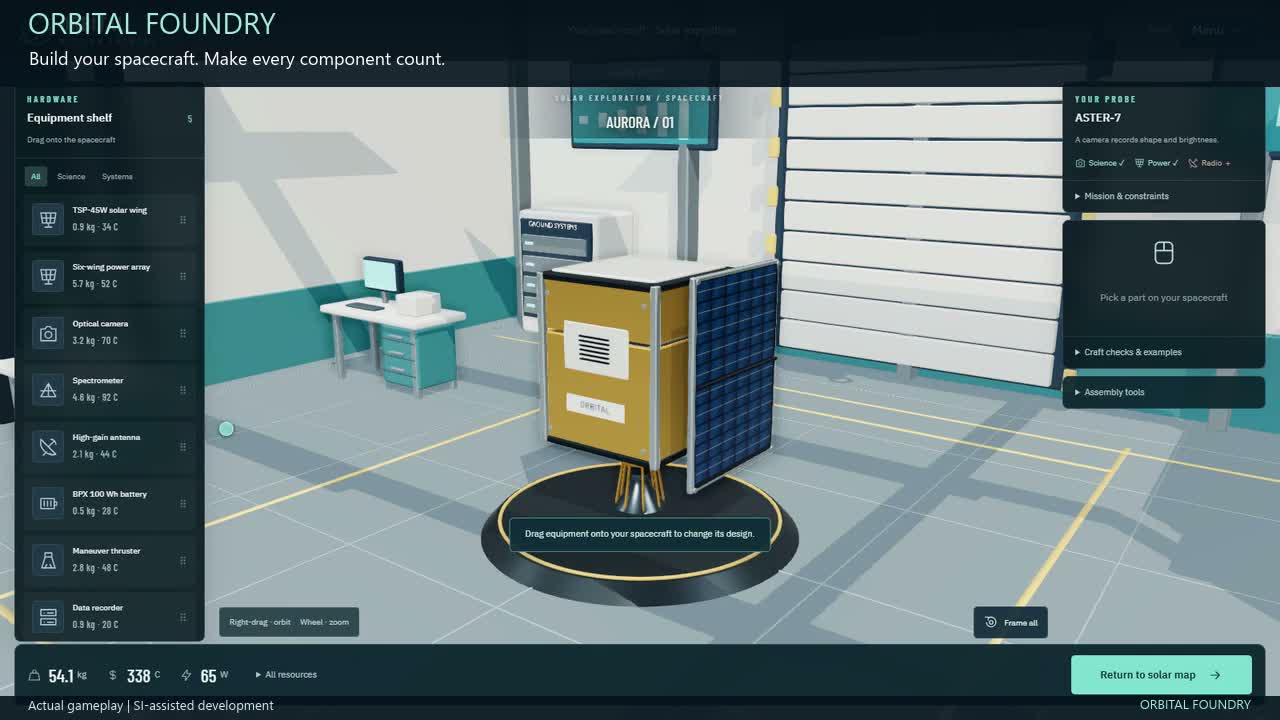 ORBITAL FOUNDRY
Build your spacecraft. Make every component count.
Menu
HARDWARE
Equipment shelf 5
Drag onto the spacecraft
All Science Systems
TSP-45W solar wing
0.9 kg · 34 C
Six-wing power array
5.7 kg · 52 C
Optical camera
3.2 kg · 70 C
Spectrometer
4.6 kg · 92 C
High-gain antenna
2.1 kg · 44 C
BPX 100 Wh battery
0.5 kg · 28 C
Maneuver thruster
2.8 kg · 48 C
Data recorder
0.9 kg · 20 C
SOLAR EXPLORATION / SPACECRAFT
AURORA / 01
GROUND SYSTEMS
ORBITAL
Drag equipment onto your spacecraft to change its design.
Right-drag · orbit Wheel · zoom
Frame all
YOUR PROBE
ASTER-7
A camera records shape and brightness.
Science ✓ Power ✓ Radio +
Mission & constraints
Pick a part on your spacecraft
Craft checks & examples
Assembly tools
54.1 kg $ 338 C 65 W All resources
Return to solar map →
Actual gameplay | SI-assisted development
ORBITAL FOUNDRY